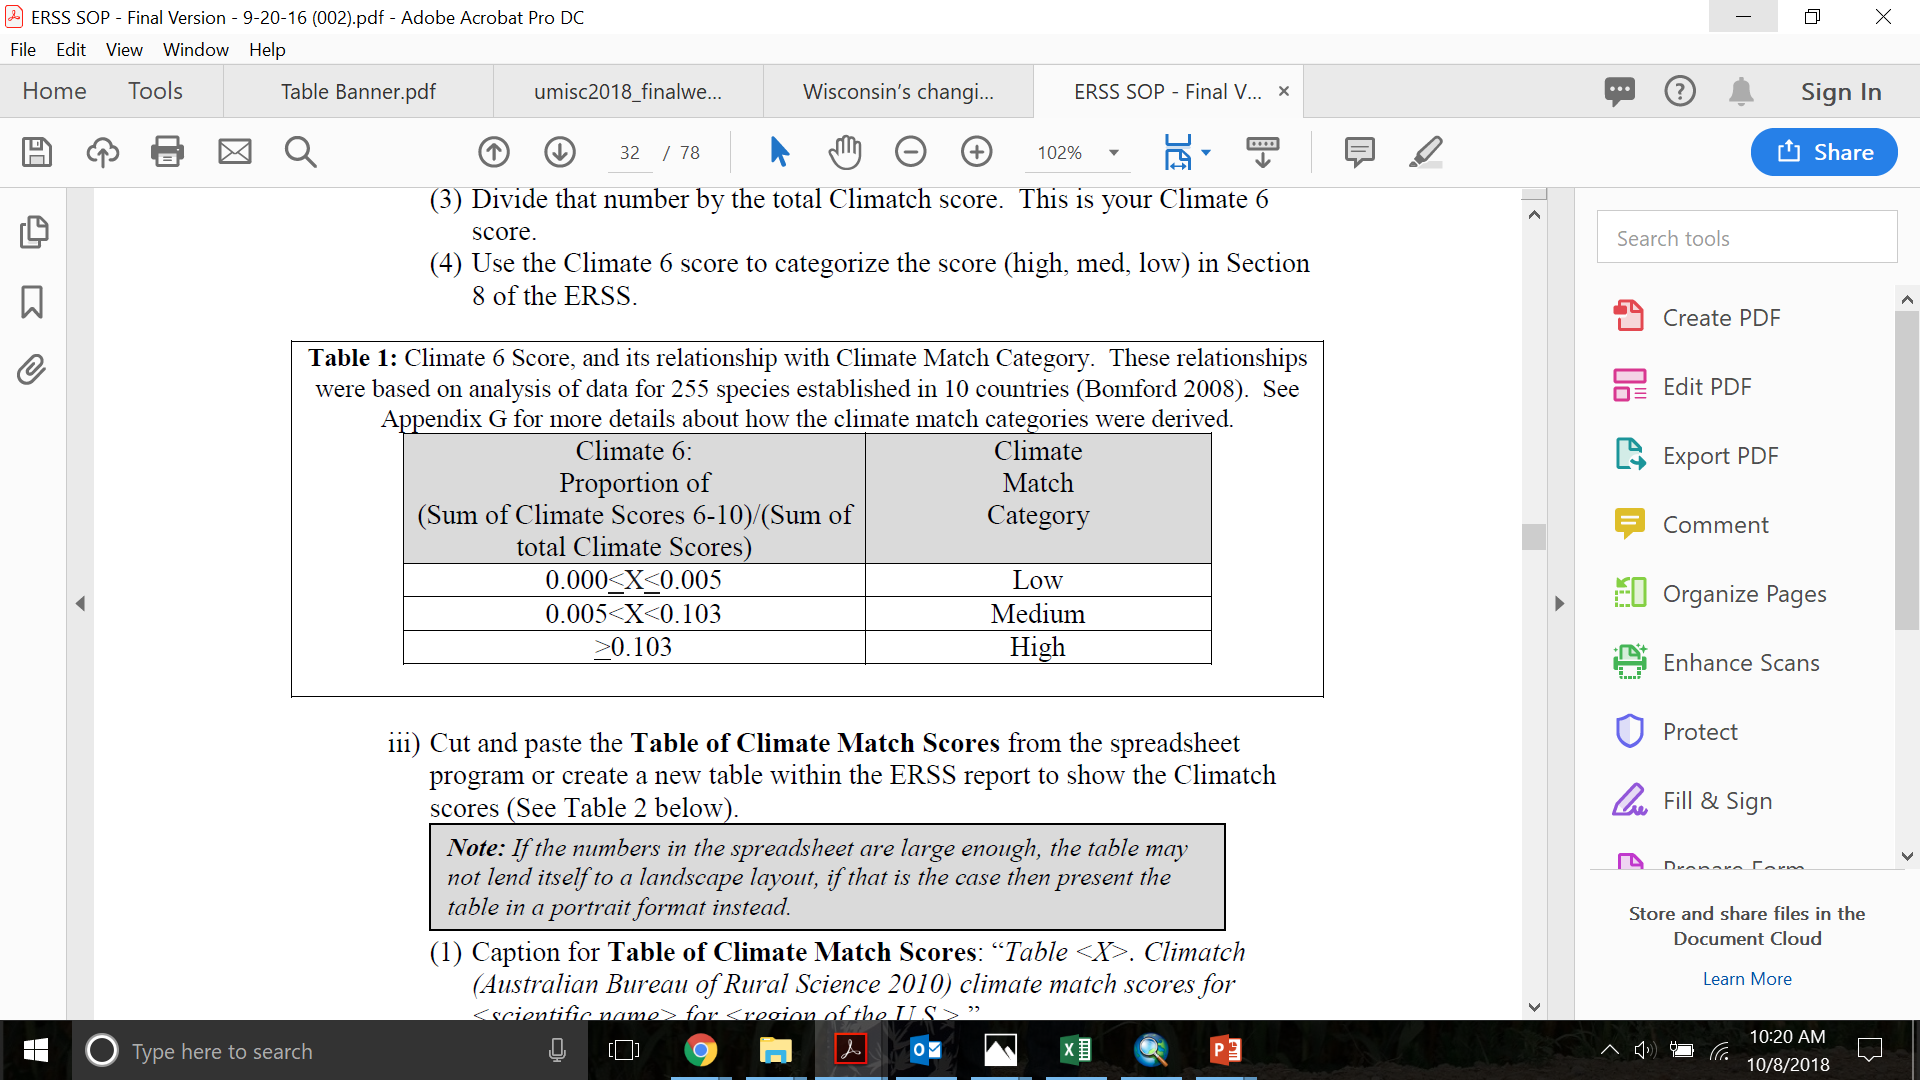 ERSS SOP - Final Version - 9-20-16 (002).pdf - Adobe Acrobat Pro DC
File Edit View Window Help
Home Tools Table Banner.pdf umisc2018_finalwe... Wisconsin's changi... ERSS SOP - Final V... × Sign In
32 / 78 102% Share
(3) Divide that number by the total Climatch score. This is your Climate 6
score.
(4) Use the Climate 6 score to categorize the score (high, med, low) in Section
8 of the ERSS.
Table 1: Climate 6 Score, and its relationship with Climate Match Category. These relationships
were based on analysis of data for 255 species established in 10 countries (Bomford 2008). See
Appendix G for more details about how the climate match categories were derived.
Climate 6:
Proportion of
(Sum of Climate Scores 6-10)/(Sum of
total Climate Scores)
Climate
Match
Category
0.000≤X≤0.005 Low
0.005<X<0.103 Medium
≥0.103 High
iii) Cut and paste the Table of Climate Match Scores from the spreadsheet
program or create a new table within the ERSS report to show the Climatch
scores (See Table 2 below).
Note: If the numbers in the spreadsheet are large enough, the table may
not lend itself to a landscape layout, if that is the case then present the
table in a portrait format instead.
(1) Caption for Table of Climate Match Scores: “Table <X>. Climatch
(Australian Bureau of Rural Science 2010) climate match scores for
<scientific name> for <region of the U.S.>.”
Search tools
Create PDF
Edit PDF
Export PDF
Comment
Organize Pages
Enhance Scans
Protect
Fill & Sign
Prepare Form
Store and share files in the
Document Cloud
Learn More
Type here to search
10:20 AM
10/8/2018